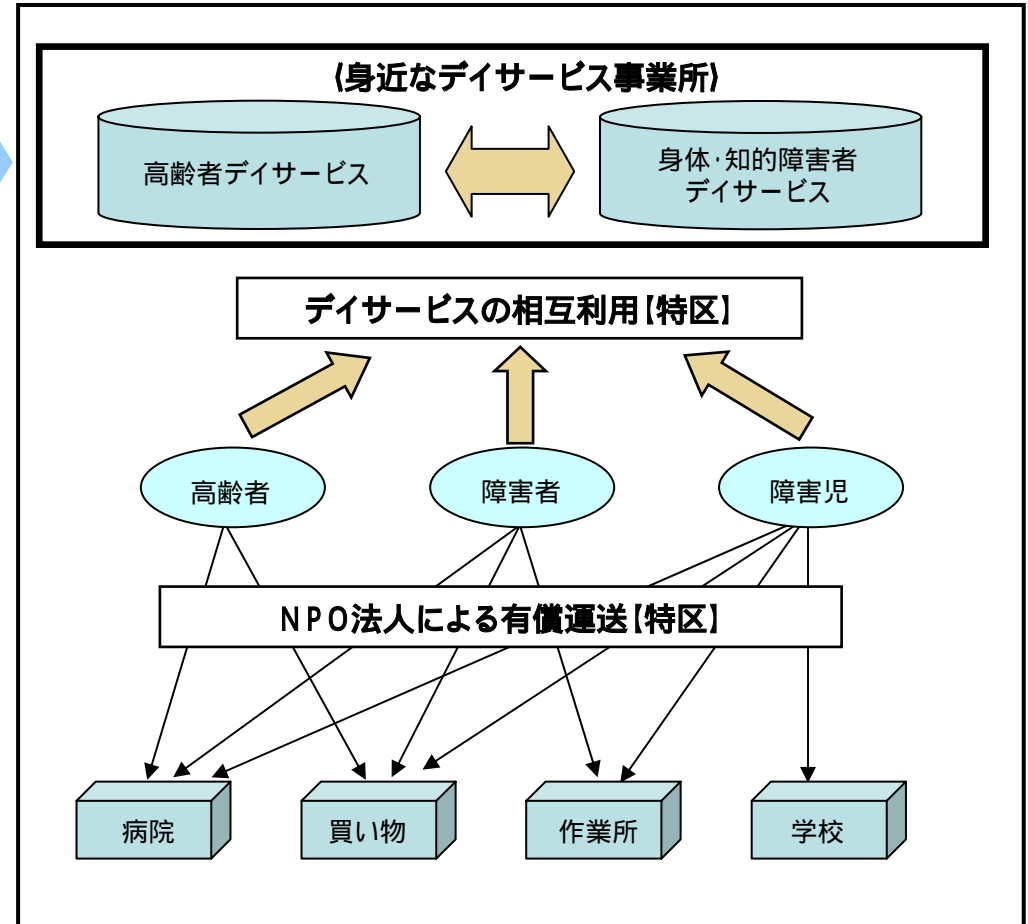 (身近なデイサービス事業所)
高齢者デイサービス
身体・知的障害者
デイサービス
デイサービスの相互利用【特区】
高齢者
障害者
障害児
NPO法人による有償運送【特区】
病院
買い物
作業所
学校